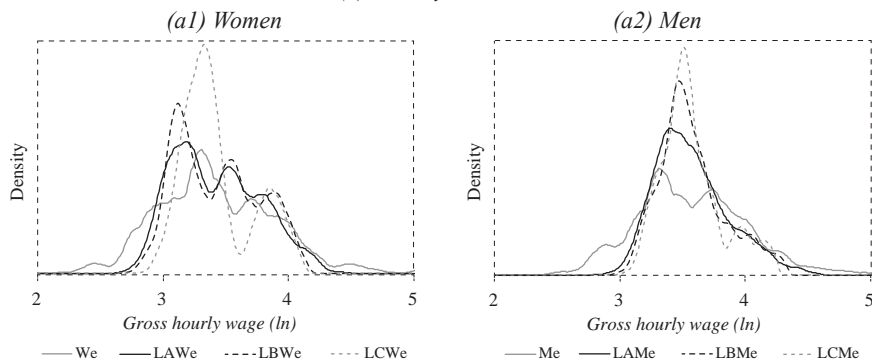 (a1) Women
(a2) Men
Density
2 3 4 5
Gross hourly wage (ln)
We LAWe LBWe LCWe
Density
2 3 4 5
Gross hourly wage (ln)
Me LAMe LBMe LCMe